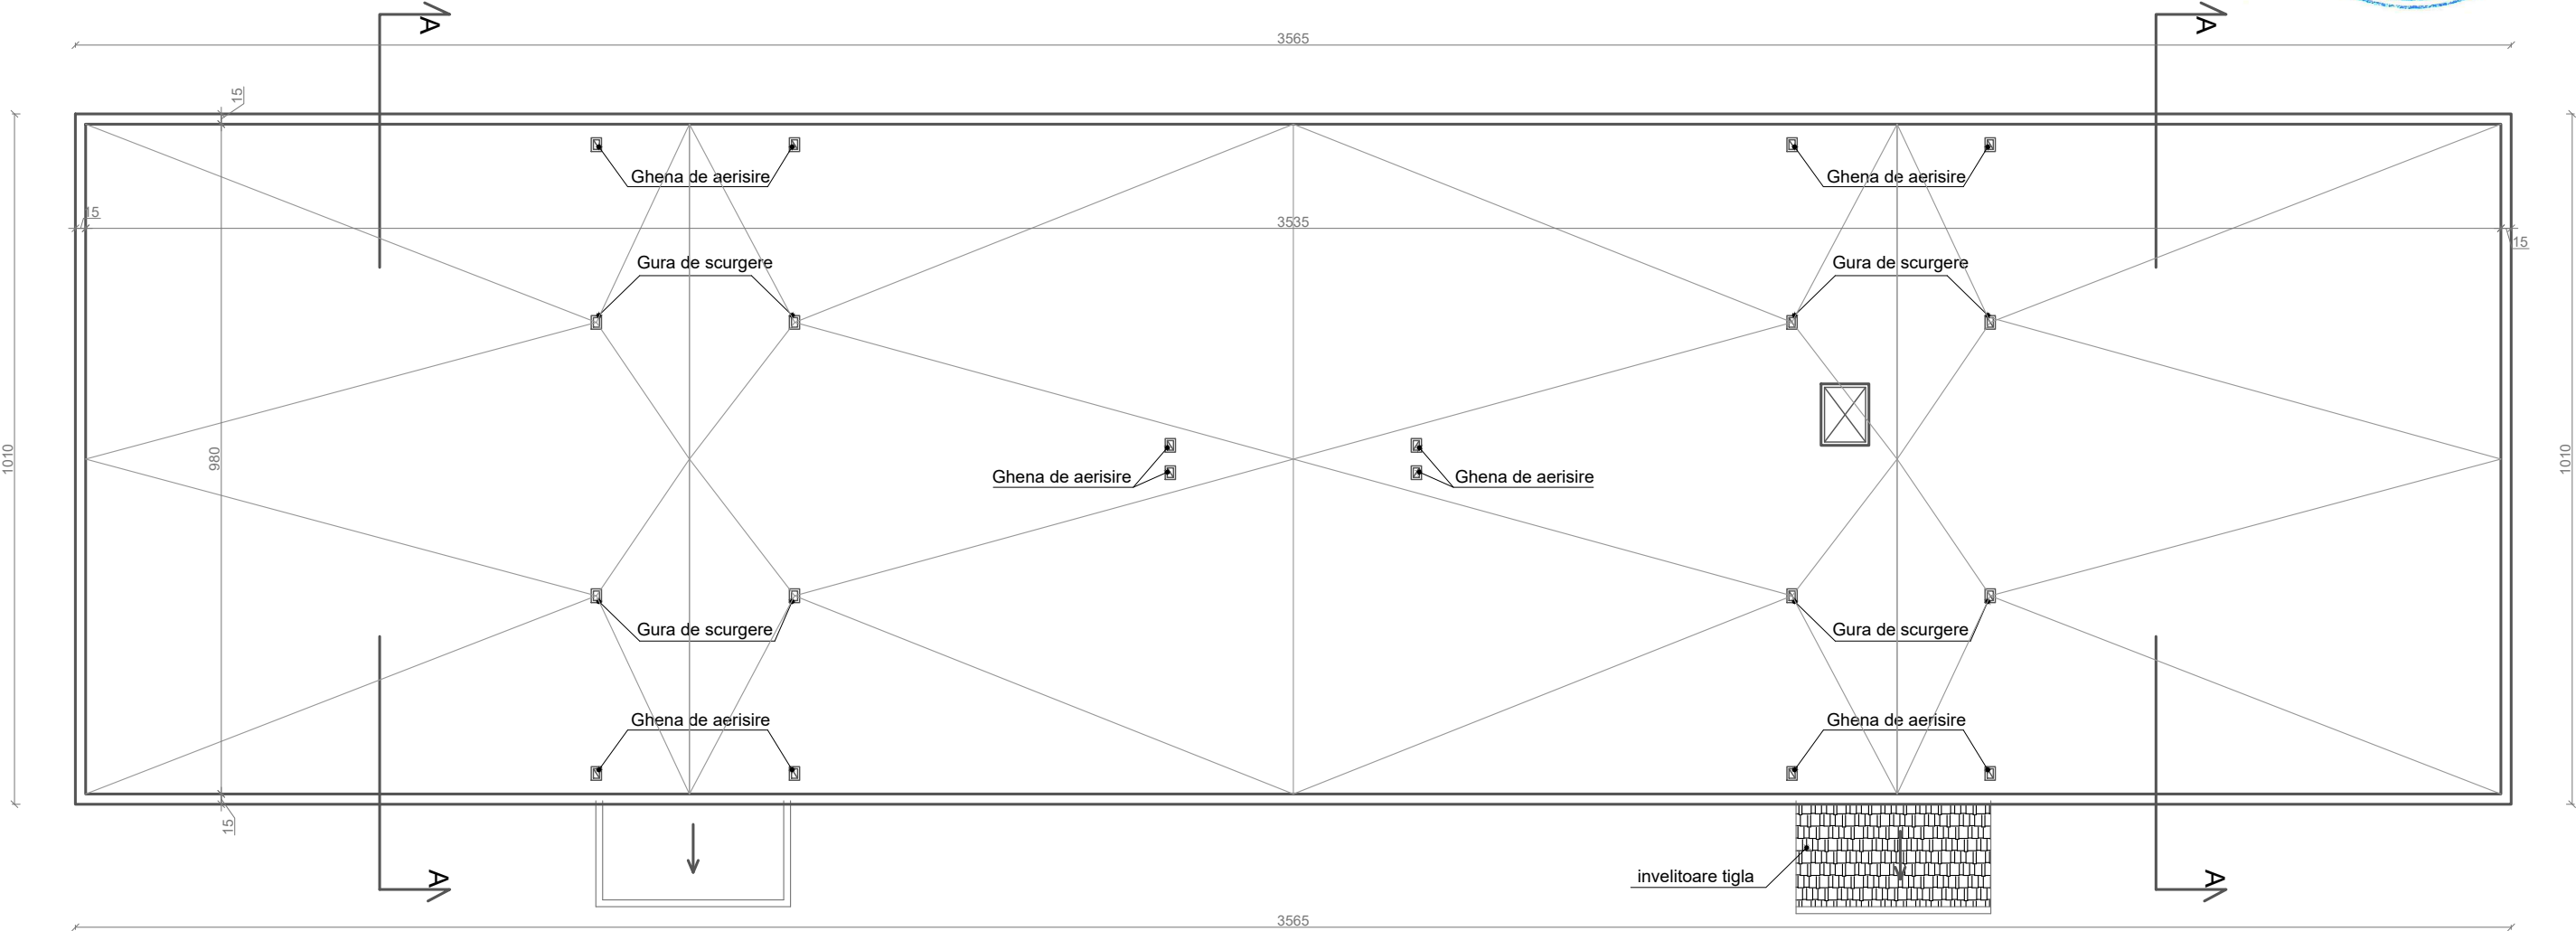 A
A
3565
15
Ghena de aerisire
Ghena de aerisire
15
3535
15
Gura de scurgere
Gura de scurgere
1010
980
1010
Ghena de aerisire
Ghena de aerisire
Gura de scurgere
Gura de scurgere
Ghena de aerisire
Ghena de aerisire
15
A
invelitoare tigla
A
3565